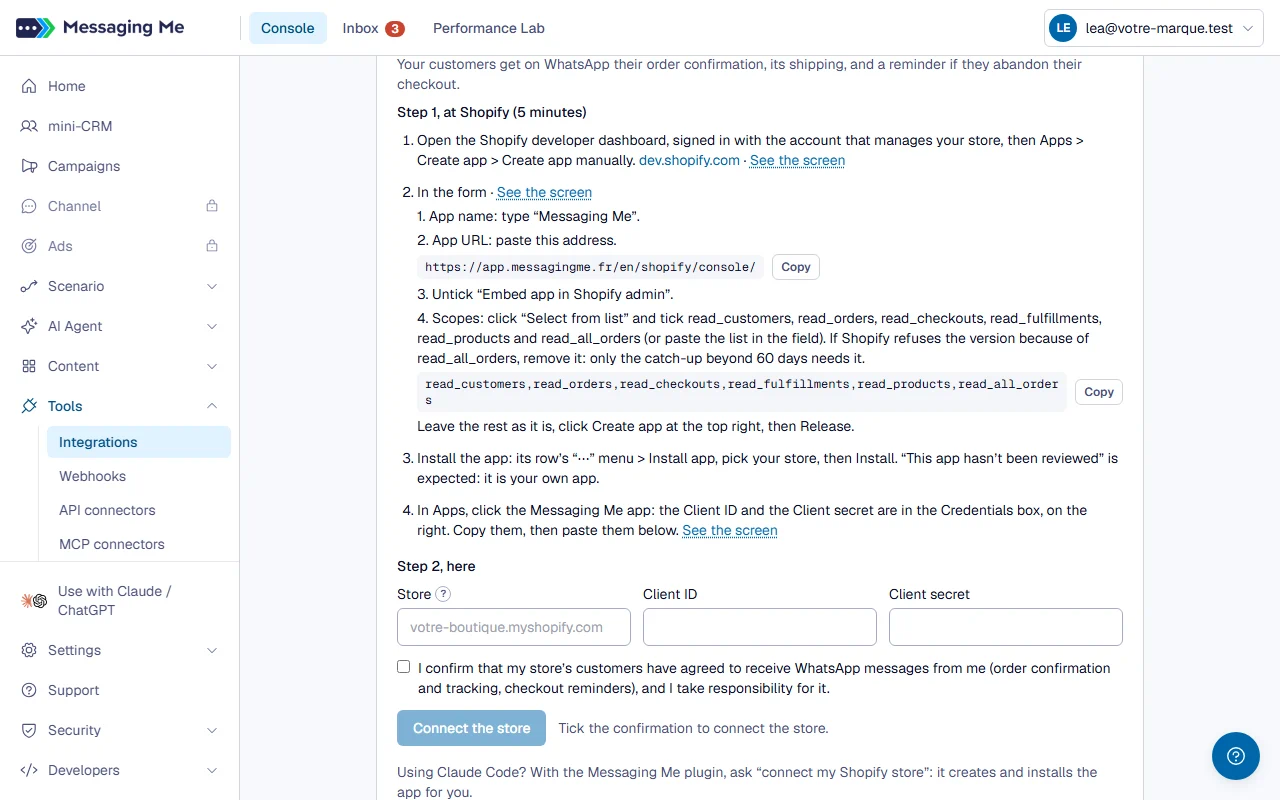 Messaging Me
Console
Inbox 3
Performance Lab
LE lea@votre-marque.test
Home
mini-CRM
Campaigns
Channel
Ads
Scenario
AI Agent
Content
Tools
Integrations
Webhooks
API connectors
MCP connectors
Use with Claude /
ChatGPT
Settings
Support
Security
Developers
Your customers get on WhatsApp their order confirmation, its shipping, and a reminder if they abandon their
checkout.
Step 1, at Shopify (5 minutes)
1. Open the Shopify developer dashboard, signed in with the account that manages your store, then Apps >
Create app > Create app manually. dev.shopify.com · See the screen
2. In the form · See the screen
1. App name: type “Messaging Me”.
2. App URL: paste this address.
https://app.messagingme.fr/en/shopify/console/ Copy
3. Untick “Embed app in Shopify admin”.
4. Scopes: click “Select from list” and tick read_customers, read_orders, read_checkouts, read_fulfillments,
read_products and read_all_orders (or paste the list in the field). If Shopify refuses the version because of
read_all_orders, remove it: only the catch-up beyond 60 days needs it.
read_customers,read_orders,read_checkouts,read_fulfillments,read_products,read_all_order
s
Copy
Leave the rest as it is, click Create app at the top right, then Release.
3. Install the app: its row’s “···” menu > Install app, pick your store, then Install. “This app hasn’t been reviewed” is
expected: it is your own app.
4. In Apps, click the Messaging Me app: the Client ID and the Client secret are in the Credentials box, on the
right. Copy them, then paste them below. See the screen
Step 2, here
Store ? Client ID Client secret
votre-boutique.myshopify.com
I confirm that my store’s customers have agreed to receive WhatsApp messages from me (order confirmation
and tracking, checkout reminders), and I take responsibility for it.
Connect the store Tick the confirmation to connect the store.
Using Claude Code? With the Messaging Me plugin, ask “connect my Shopify store”: it creates and installs the
app for you.